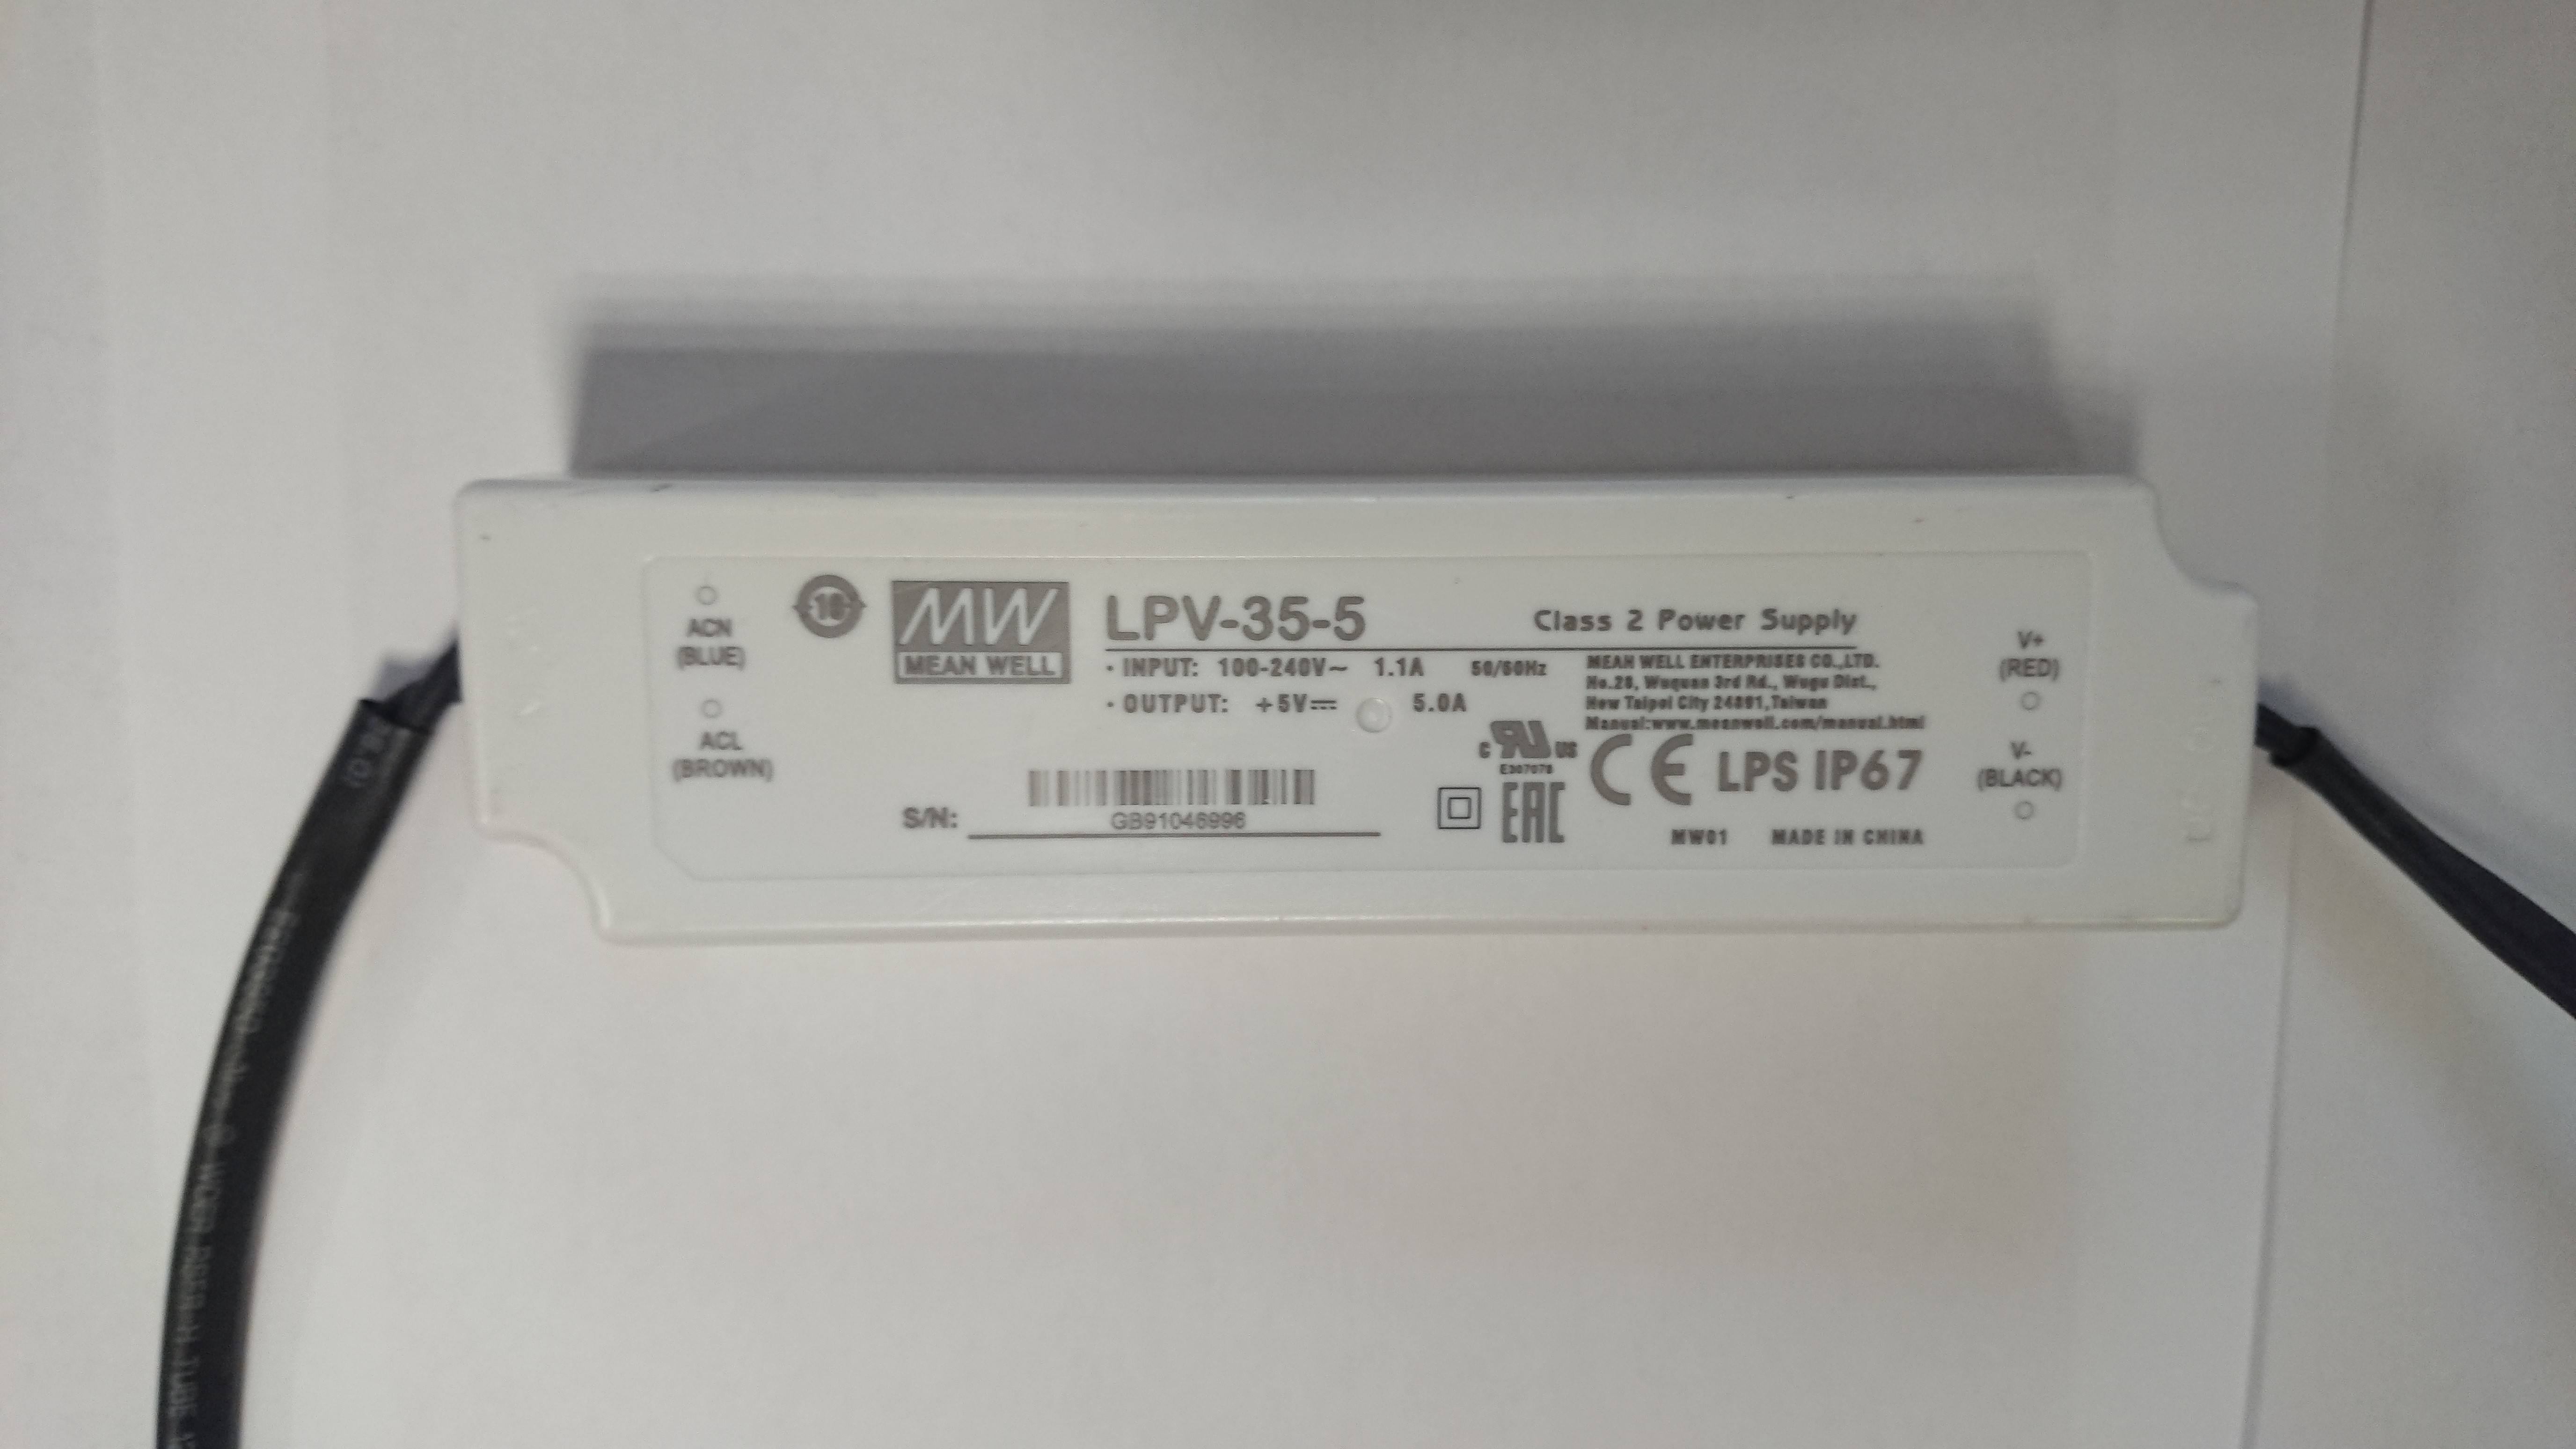 ACN
(BLUE)
ACL
(BROWN)
10
MW
MEAN WELL
LPV-35-5
Class 2 Power Supply
· INPUT: 100-240V~ 1.1A 50/60Hz
· OUTPUT: +5V⎓ 5.0A
MEAN WELL ENTERPRISES CO.,LTD.
No.28, Wuquan 3rd Rd., Wugu Dist.,
New Taipei City 24891,Taiwan
Manual:www.meanwell.com/manual.html
c RU US
E307078
CE LPS IP67
EAC
S/N:
GB91046996
MW01 MADE IN CHINA
V+
(RED)
V-
(BLACK)